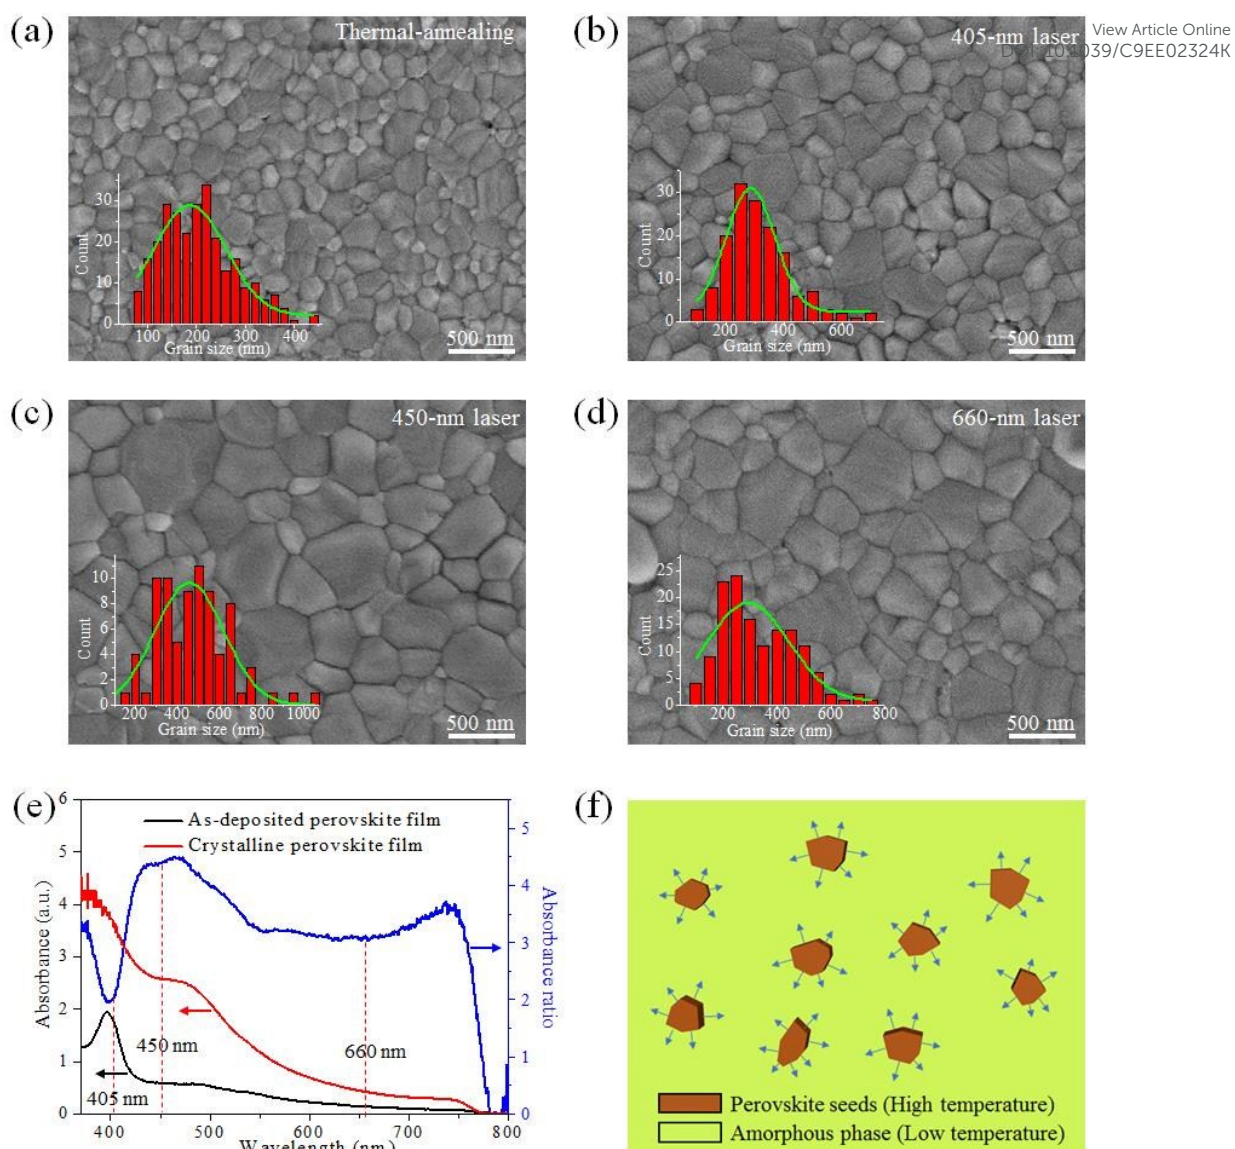 (a)
Thermal-annealing
30
20
10
0
Count
100 200 300 400
Grain size (nm)
500 nm
(b)
405-nm laser
View Article Online
039/C9EE02324K
30
20
10
0
Count
200 400 600
Grain size (nm)
500 nm
(c)
450-nm laser
10
8
6
4
2
0
Count
200 400 600 800 1000
Grain size (nm)
500 nm
(d)
660-nm laser
25
20
15
10
5
0
Count
200 400 600 800
Grain size (nm)
500 nm
(e)
As-deposited perovskite film
Crystalline perovskite film
6
5
4
3
2
1
0
Absorbance (a.u.)
5
4
3
2
1
0
Absorbance ratio
405 nm
450 nm
660 nm
400 500 600 700 800
Wavelength (nm)
(f)
Perovskite seeds (High temperature)
Amorphous phase (Low temperature)